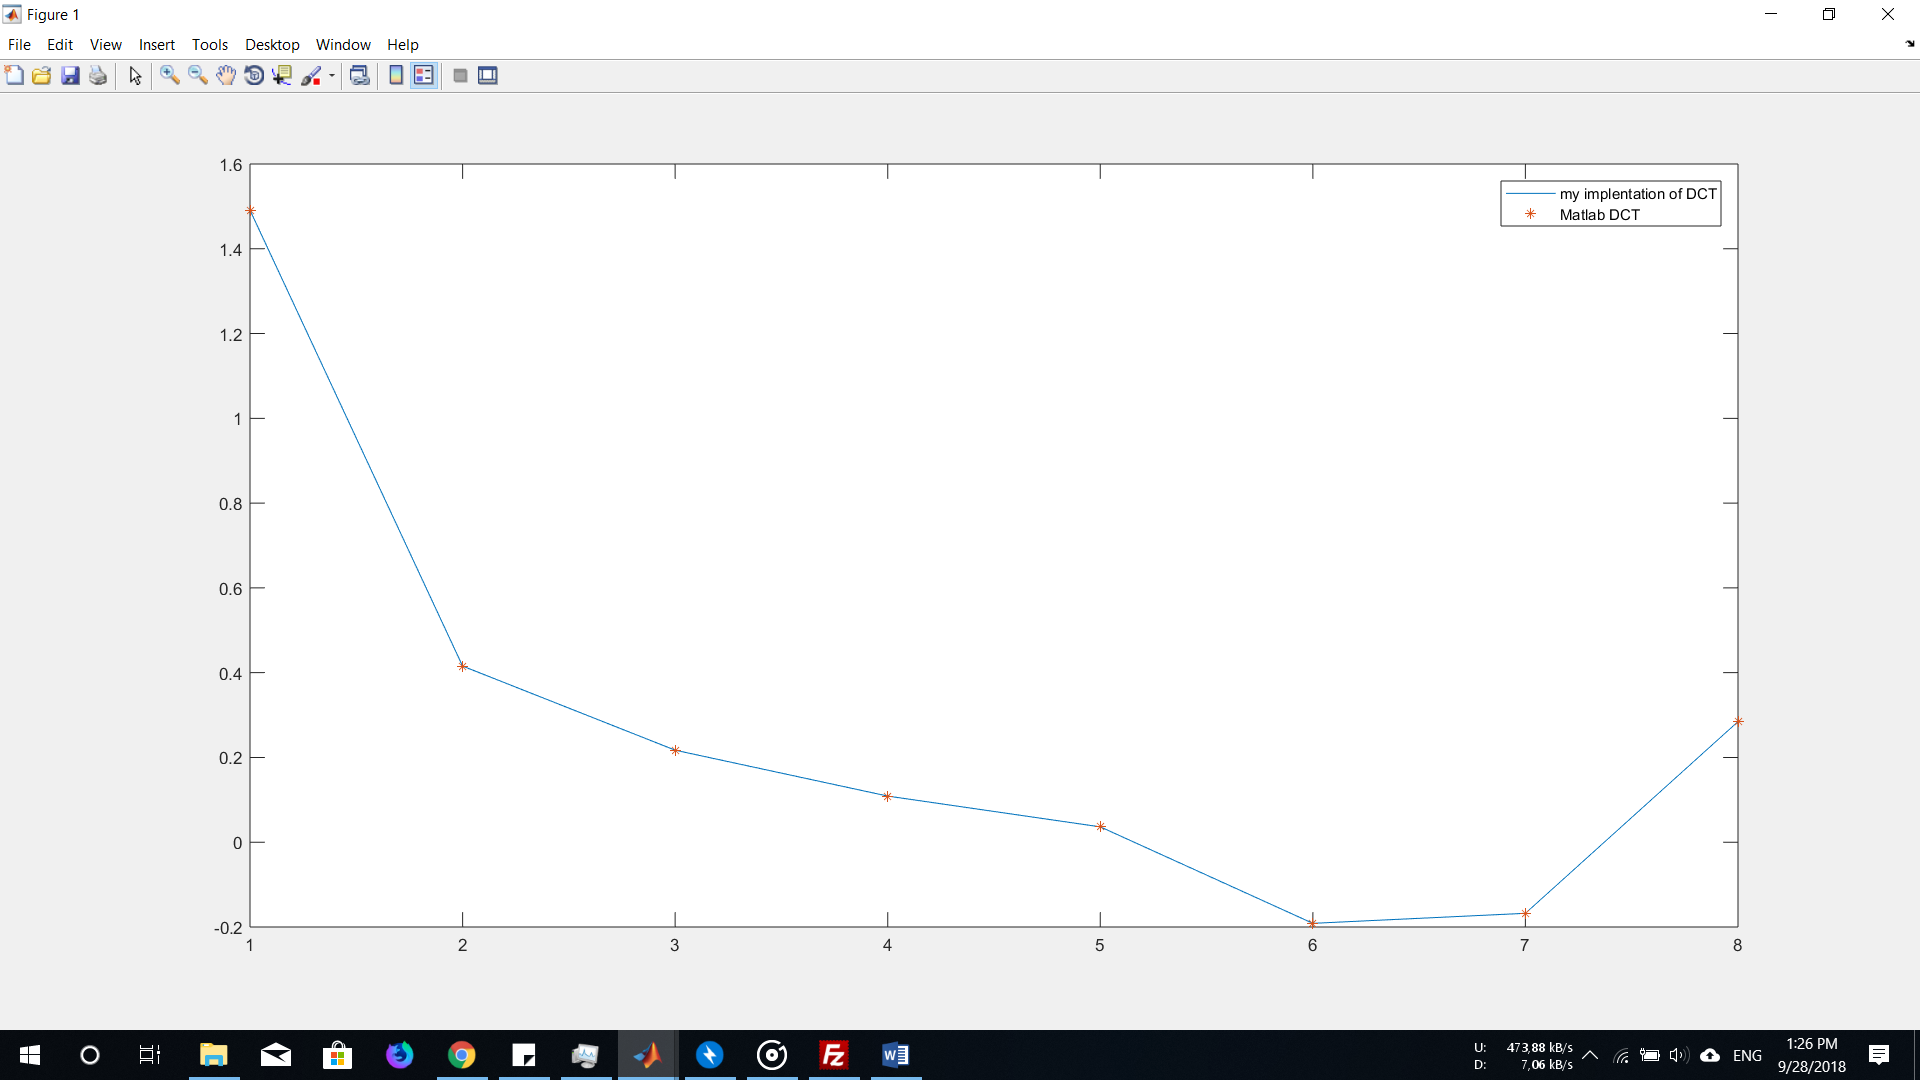 Figure 1
File Edit View Insert Tools Desktop Window Help
1.6
my implentation of DCT
Matlab DCT
1.4
1.2
1
0.8
0.6
0.4
0.2
0
-0.2
1 2 3 4 5 6 7 8
U: 473,88 kB/s
D: 7,06 kB/s
ENG
1:26 PM
9/28/2018